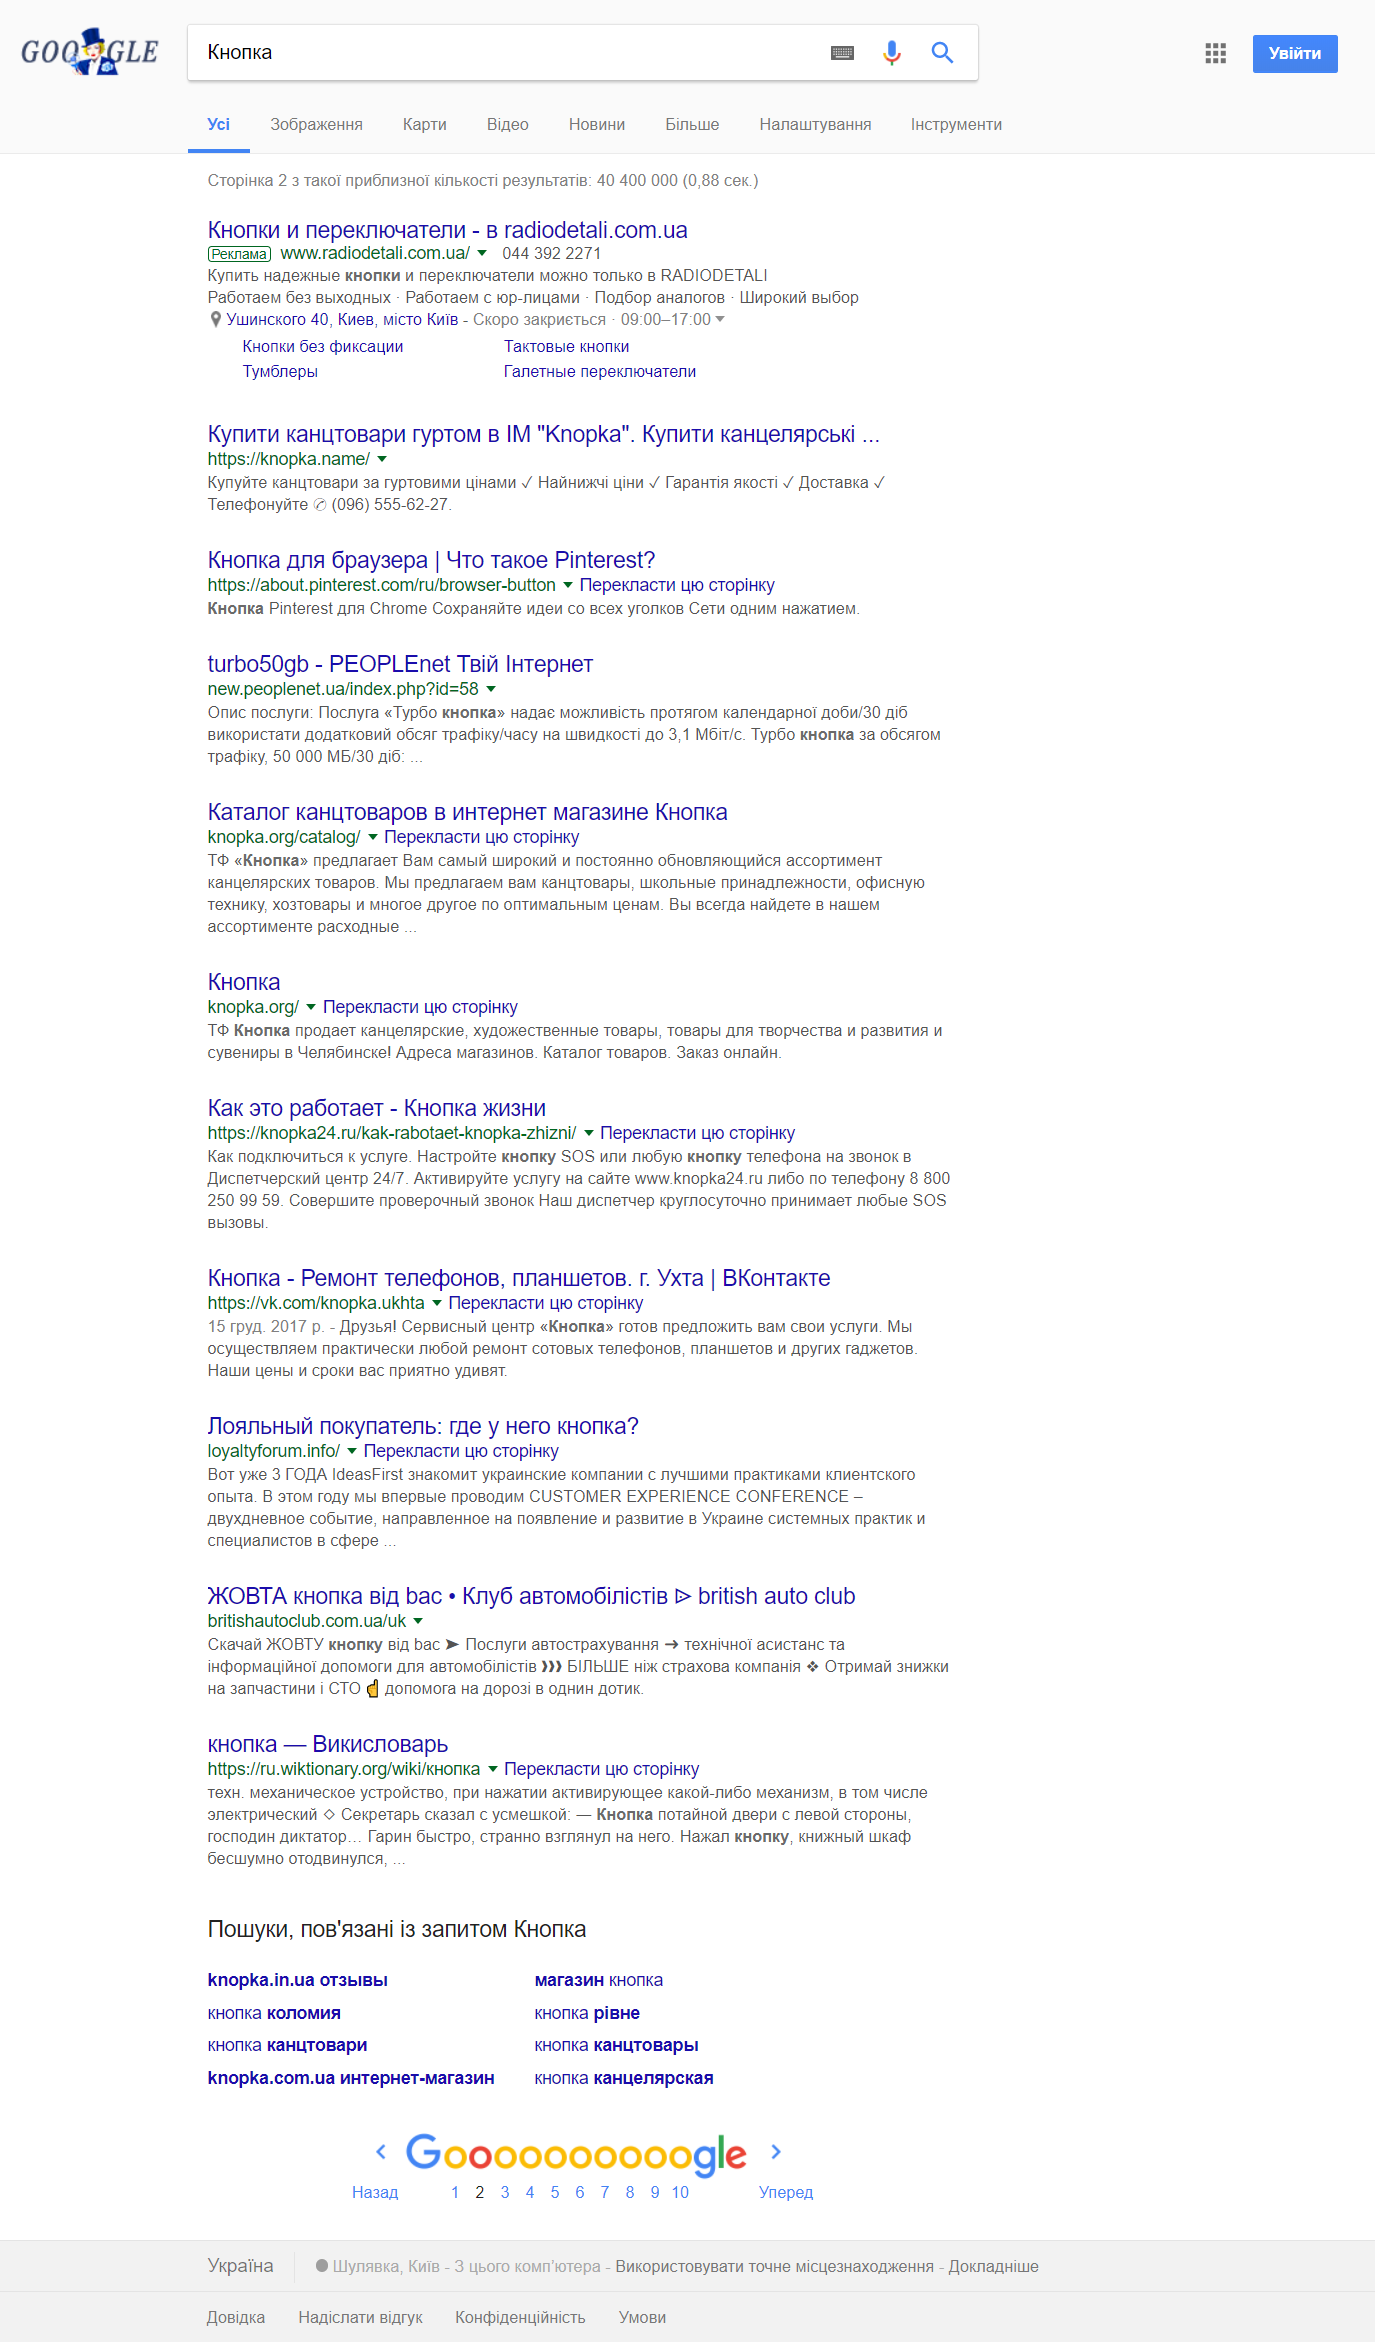 GOOGLE
Кнопка
Увійти
Усі Зображення Карти Відео Новини Більше Налаштування Інструменти
Сторінка 2 з такої приблизної кількості результатів: 40 400 000 (0,88 сек.)
Кнопки и переключатели - в radiodetali.com.ua
Реклама www.radiodetali.com.ua/ 044 392 2271
Купить надежные кнопки и переключатели можно только в RADIODETALI
Работаем без выходных · Работаем с юр-лицами · Подбор аналогов · Широкий выбор
Ушинского 40, Киев, місто Київ - Скоро закриється · 09:00–17:00
Кнопки без фиксации Тактовые кнопки
Тумблеры Галетные переключатели
Купити канцтовари гуртом в ІМ "Knopka". Купити канцелярські ...
https://knopka.name/
Купуйте канцтовари за гуртовими цінами ✓ Найнижчі ціни ✓ Гарантія якості ✓ Доставка ✓
Телефонуйте ✆ (096) 555-62-27.
Кнопка для браузера | Что такое Pinterest?
https://about.pinterest.com/ru/browser-button Перекласти цю сторінку
Кнопка Pinterest для Chrome Сохраняйте идеи со всех уголков Сети одним нажатием.
turbo50gb - PEOPLEnet Твій Інтернет
new.peoplenet.ua/index.php?id=58
Опис послуги: Послуга «Турбо кнопка» надає можливість протягом календарної доби/30 діб
використати додатковий обсяг трафіку/часу на швидкості до 3,1 Мбіт/с. Турбо кнопка за обсягом
трафіку, 50 000 МБ/30 діб: ...
Каталог канцтоваров в интернет магазине Кнопка
knopka.org/catalog/ Перекласти цю сторінку
ТФ «Кнопка» предлагает Вам самый широкий и постоянно обновляющийся ассортимент
канцелярских товаров. Мы предлагаем вам канцтовары, школьные принадлежности, офисную
технику, хозтовары и многое другое по оптимальным ценам. Вы всегда найдете в нашем
ассортименте расходные ...
Кнопка
knopka.org/ Перекласти цю сторінку
ТФ Кнопка продает канцелярские, художественные товары, товары для творчества и развития и
сувениры в Челябинске! Адреса магазинов. Каталог товаров. Заказ онлайн.
Как это работает - Кнопка жизни
https://knopka24.ru/kak-rabotaet-knopka-zhizni/ Перекласти цю сторінку
Как подключиться к услуге. Настройте кнопку SOS или любую кнопку телефона на звонок в
Диспетчерский центр 24/7. Активируйте услугу на сайте www.knopka24.ru либо по телефону 8 800
250 99 59. Совершите проверочный звонок Наш диспетчер круглосуточно принимает любые SOS
вызовы.
Кнопка - Ремонт телефонов, планшетов. г. Ухта | ВКонтакте
https://vk.com/knopka.ukhta Перекласти цю сторінку
15 груд. 2017 р. - Друзья! Сервисный центр «Кнопка» готов предложить вам свои услуги. Мы
осуществляем практически любой ремонт сотовых телефонов, планшетов и других гаджетов.
Наши цены и сроки вас приятно удивят.
Лояльный покупатель: где у него кнопка?
loyaltyforum.info/ Перекласти цю сторінку
Вот уже 3 ГОДА IdeasFirst знакомит украинские компании с лучшими практиками клиентского
опыта. В этом году мы впервые проводим CUSTOMER EXPERIENCE CONFERENCE –
двухдневное событие, направленное на появление и развитие в Украине системных практик и
специалистов в сфере ...
ЖОВТА кнопка від bac • Клуб автомобілістів ᐉ british auto club
britishautoclub.com.ua/uk
Скачай ЖОВТУ кнопку від bac ➤ Послуги автострахування ➜ технічної асистанс та
інформаційної допомоги для автомобілістів ❫❫❫ БІЛЬШЕ ніж страхова компанія ❖ Отримай знижки
на запчастини і СТО ☝ допомога на дорозі в однин дотик.
кнопка — Викисловарь
https://ru.wiktionary.org/wiki/кнопка Перекласти цю сторінку
техн. механическое устройство, при нажатии активирующее какой-либо механизм, в том числе
электрический ◇ Секретарь сказал с усмешкой: — Кнопка потайной двери с левой стороны,
господин диктатор… Гарин быстро, странно взглянул на него. Нажал кнопку, книжный шкаф
бесшумно отодвинулся, ...
Пошуки, пов'язані із запитом Кнопка
knopka.in.ua отзывы магазин кнопка
кнопка коломия кнопка рівне
кнопка канцтовари кнопка канцтовары
knopka.com.ua интернет-магазин кнопка канцелярская
Goooooooooogle
Назад 1 2 3 4 5 6 7 8 9 10 Уперед
Україна Шулявка, Київ - З цього комп'ютера - Використовувати точне місцезнаходження - Докладніше
Довідка Надіслати відгук Конфіденційність Умови